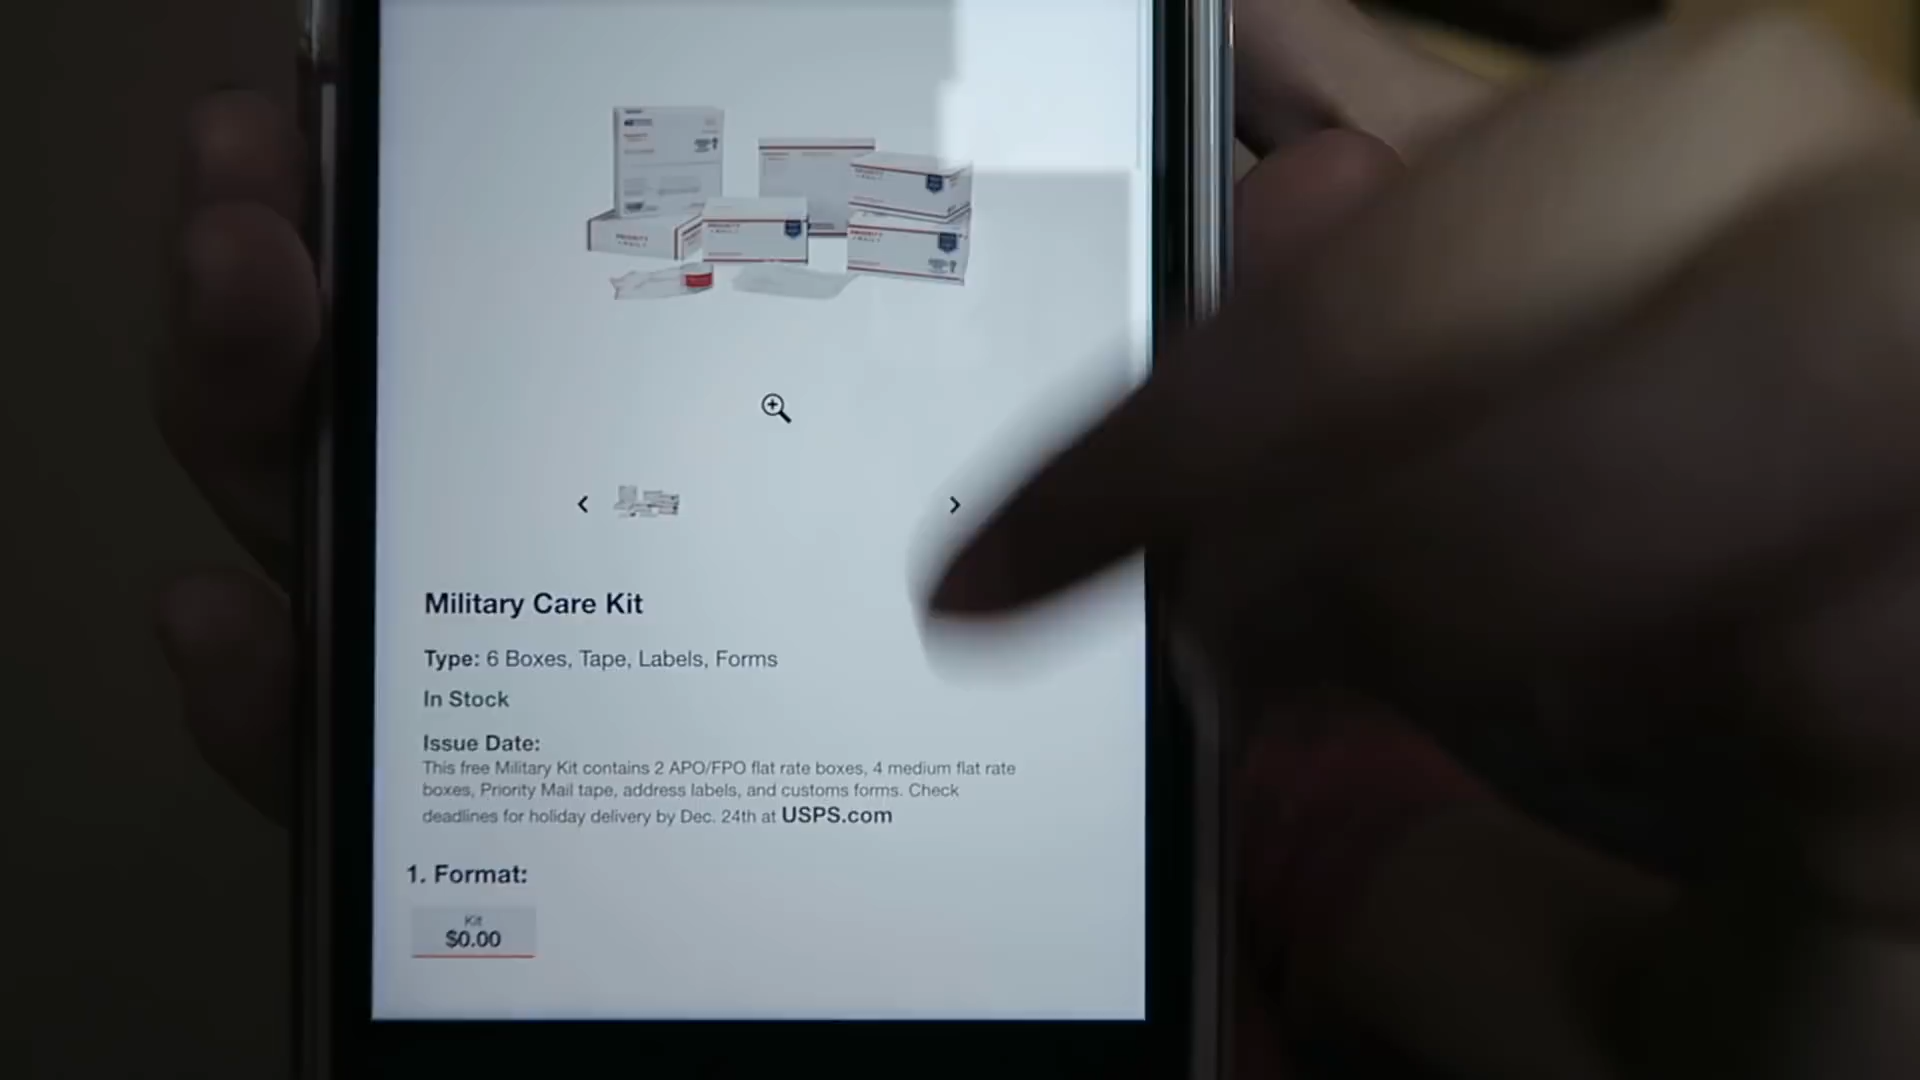 PRIORITY
MAIL
Military Care Kit
Type: 6 Boxes, Tape, Labels, Forms
In Stock
Issue Date:
This free Military Kit contains 2 APO/FPO flat rate boxes, 4 medium flat rate
boxes, Priority Mail tape, address labels, and customs forms. Check
deadlines for holiday delivery by Dec. 24th at USPS.com
1. Format:
Kit
$0.00